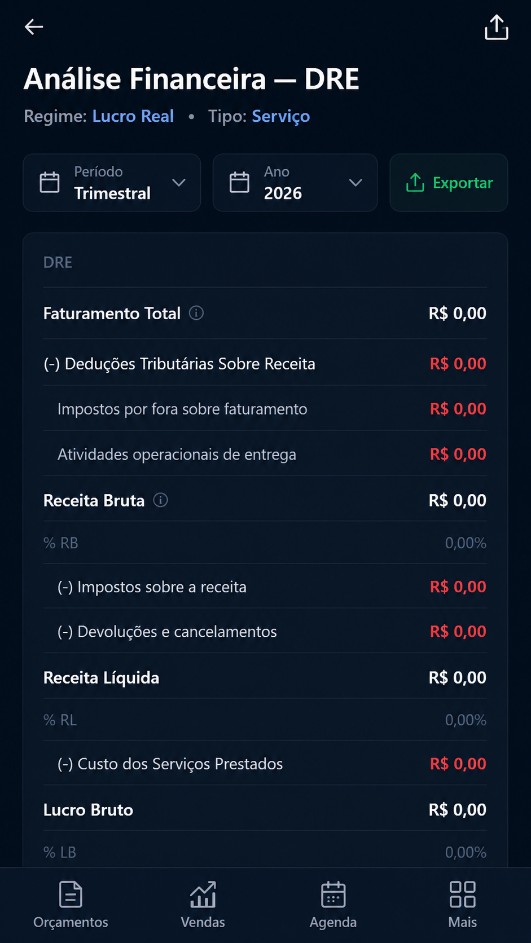 Análise Financeira — DRE
Regime: Lucro Real • Tipo: Serviço
Período
Trimestral
Ano
2026
Exportar
DRE
Faturamento Total R$ 0,00
(-) Deduções Tributárias Sobre Receita R$ 0,00
Impostos por fora sobre faturamento R$ 0,00
Atividades operacionais de entrega R$ 0,00
Receita Bruta R$ 0,00
% RB 0,00%
(-) Impostos sobre a receita R$ 0,00
(-) Devoluções e cancelamentos R$ 0,00
Receita Líquida R$ 0,00
% RL 0,00%
(-) Custo dos Serviços Prestados R$ 0,00
Lucro Bruto R$ 0,00
% LB 0,00%
Orçamentos
Vendas
Agenda
Mais